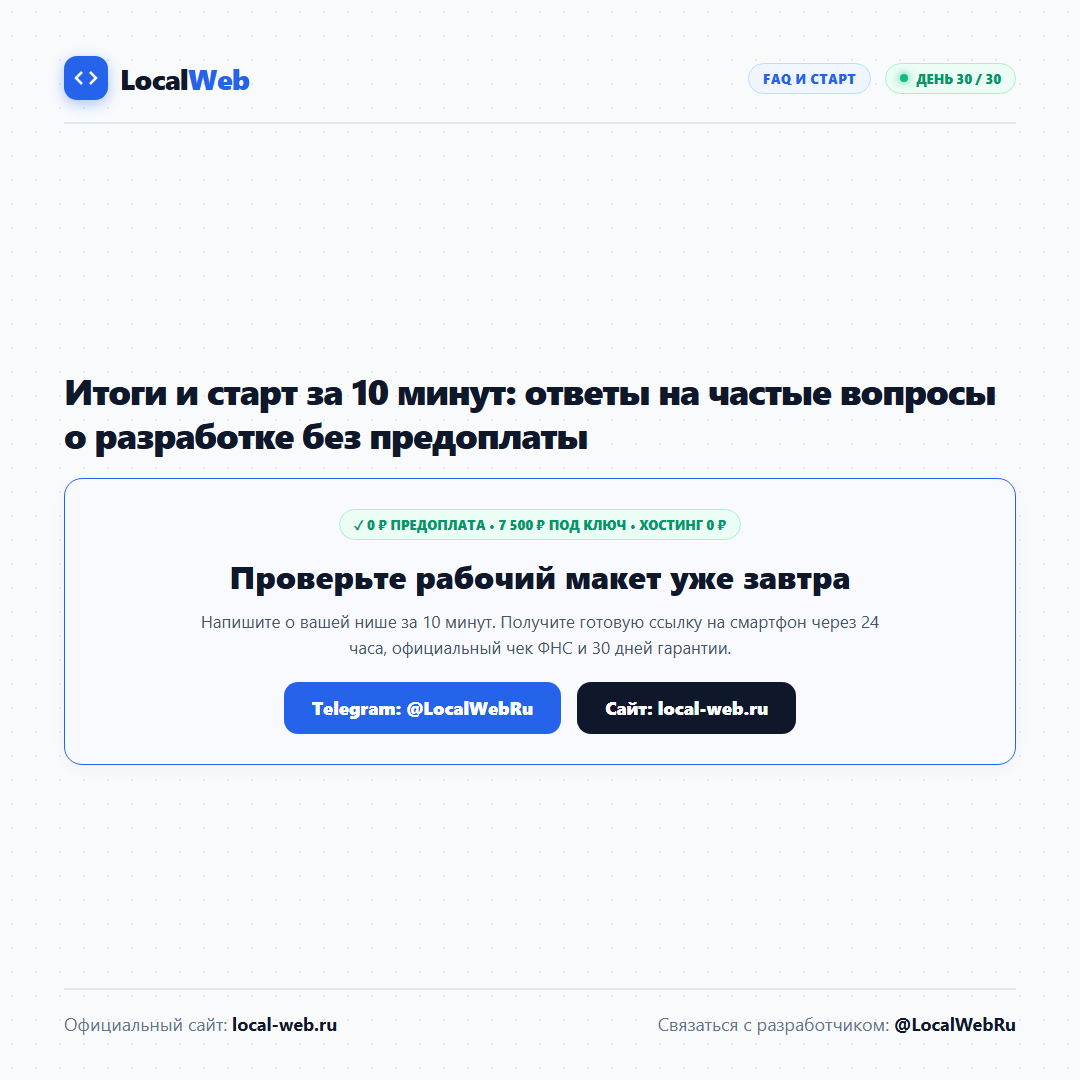 LocalWeb
FAQ И СТАРТ
ДЕНЬ 30 / 30
Итоги и старт за 10 минут: ответы на частые вопросы
о разработке без предоплаты
✓ 0 ₽ ПРЕДОПЛАТА • 7 500 ₽ ПОД КЛЮЧ • ХОСТИНГ 0 ₽
Проверьте рабочий макет уже завтра
Напишите о вашей нише за 10 минут. Получите готовую ссылку на смартфон через 24
часа, официальный чек ФНС и 30 дней гарантии.
Telegram: @LocalWebRu
Сайт: local-web.ru
Официальный сайт: local-web.ru
Связаться с разработчиком: @LocalWebRu